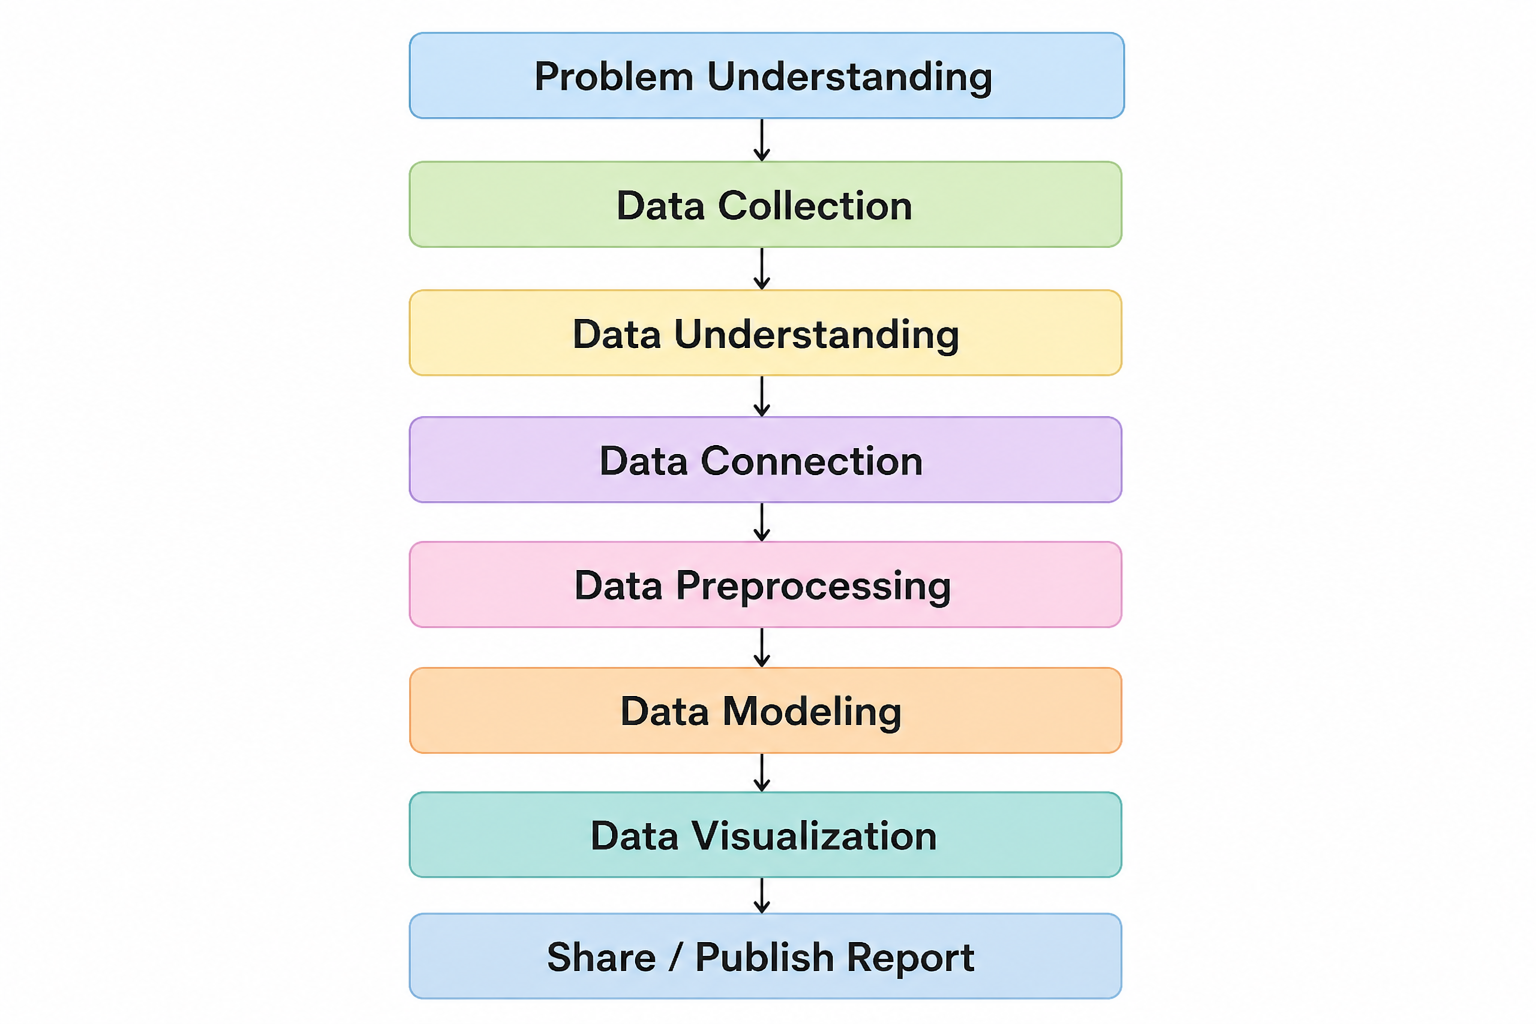 Problem Understanding
Data Collection
Data Understanding
Data Connection
Data Preprocessing
Data Modeling
Data Visualization
Share / Publish Report